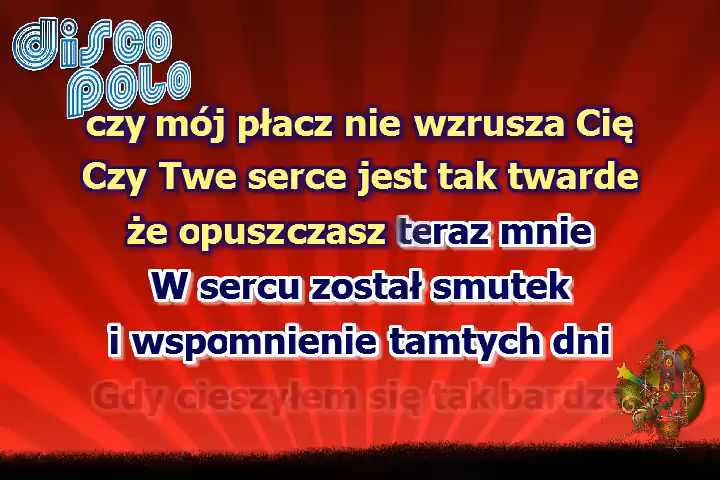 disco
polo
czy mój płacz nie wzrusza Cię
Czy Twe serce jest tak twarde
że opuszczasz teraz mnie
W sercu został smutek
i wspomnienie tamtych dni
Gdy cieszyłem się tak bardzo